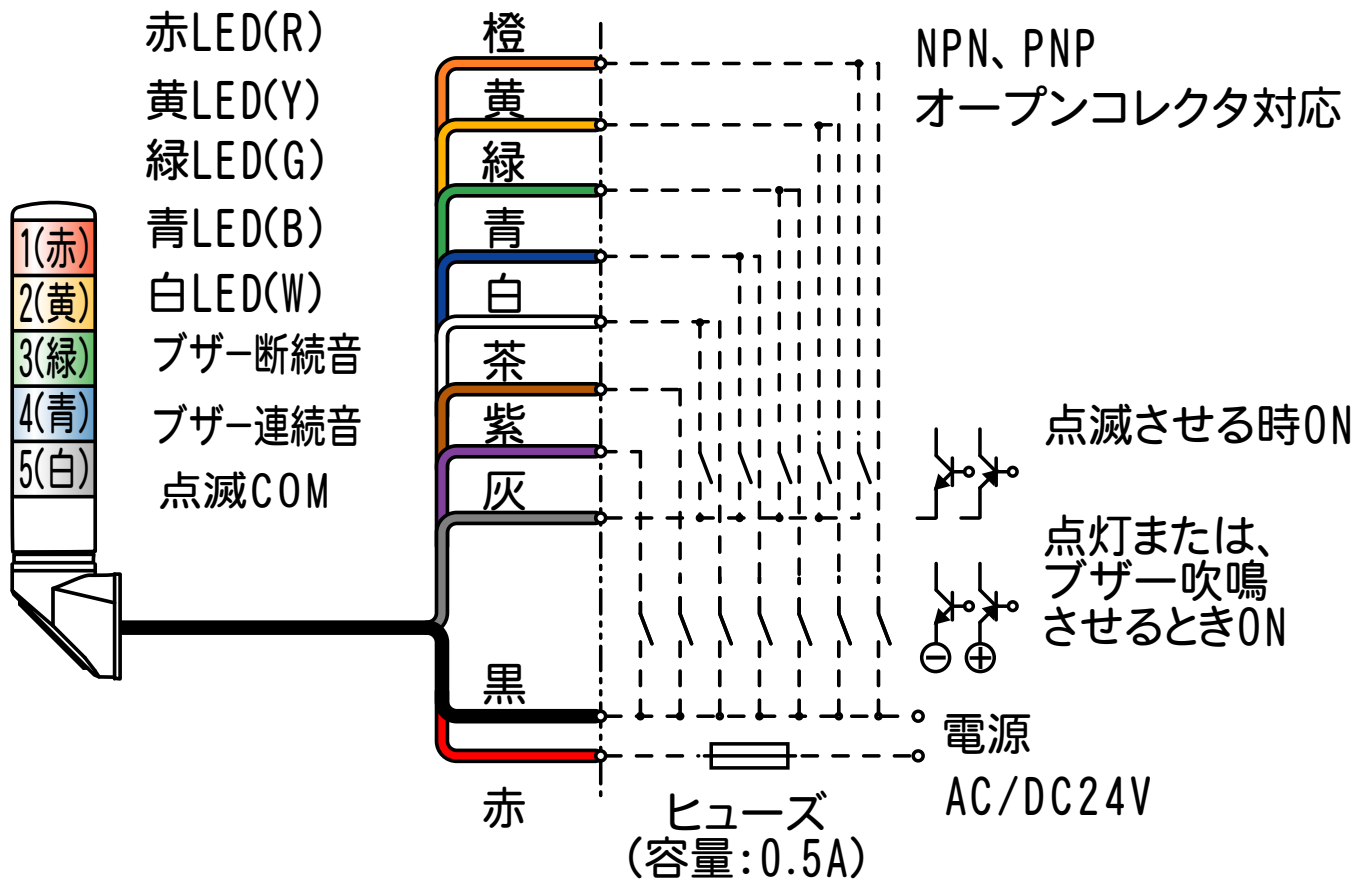 赤LED(R)
黄LED(Y)
緑LED(G)
青LED(B)
白LED(W)
ブザー断続音
ブザー連続音
点滅COM
1(赤)
2(黄)
3(緑)
4(青)
5(白)
橙
黄
緑
青
白
茶
紫
灰
黒
赤
NPN、PNP
オープンコレクタ対応
点滅させる時ON
点灯または、
ブザー吹鳴
させるときON
電源
AC/DC24V
ヒューズ
(容量:0.5A)